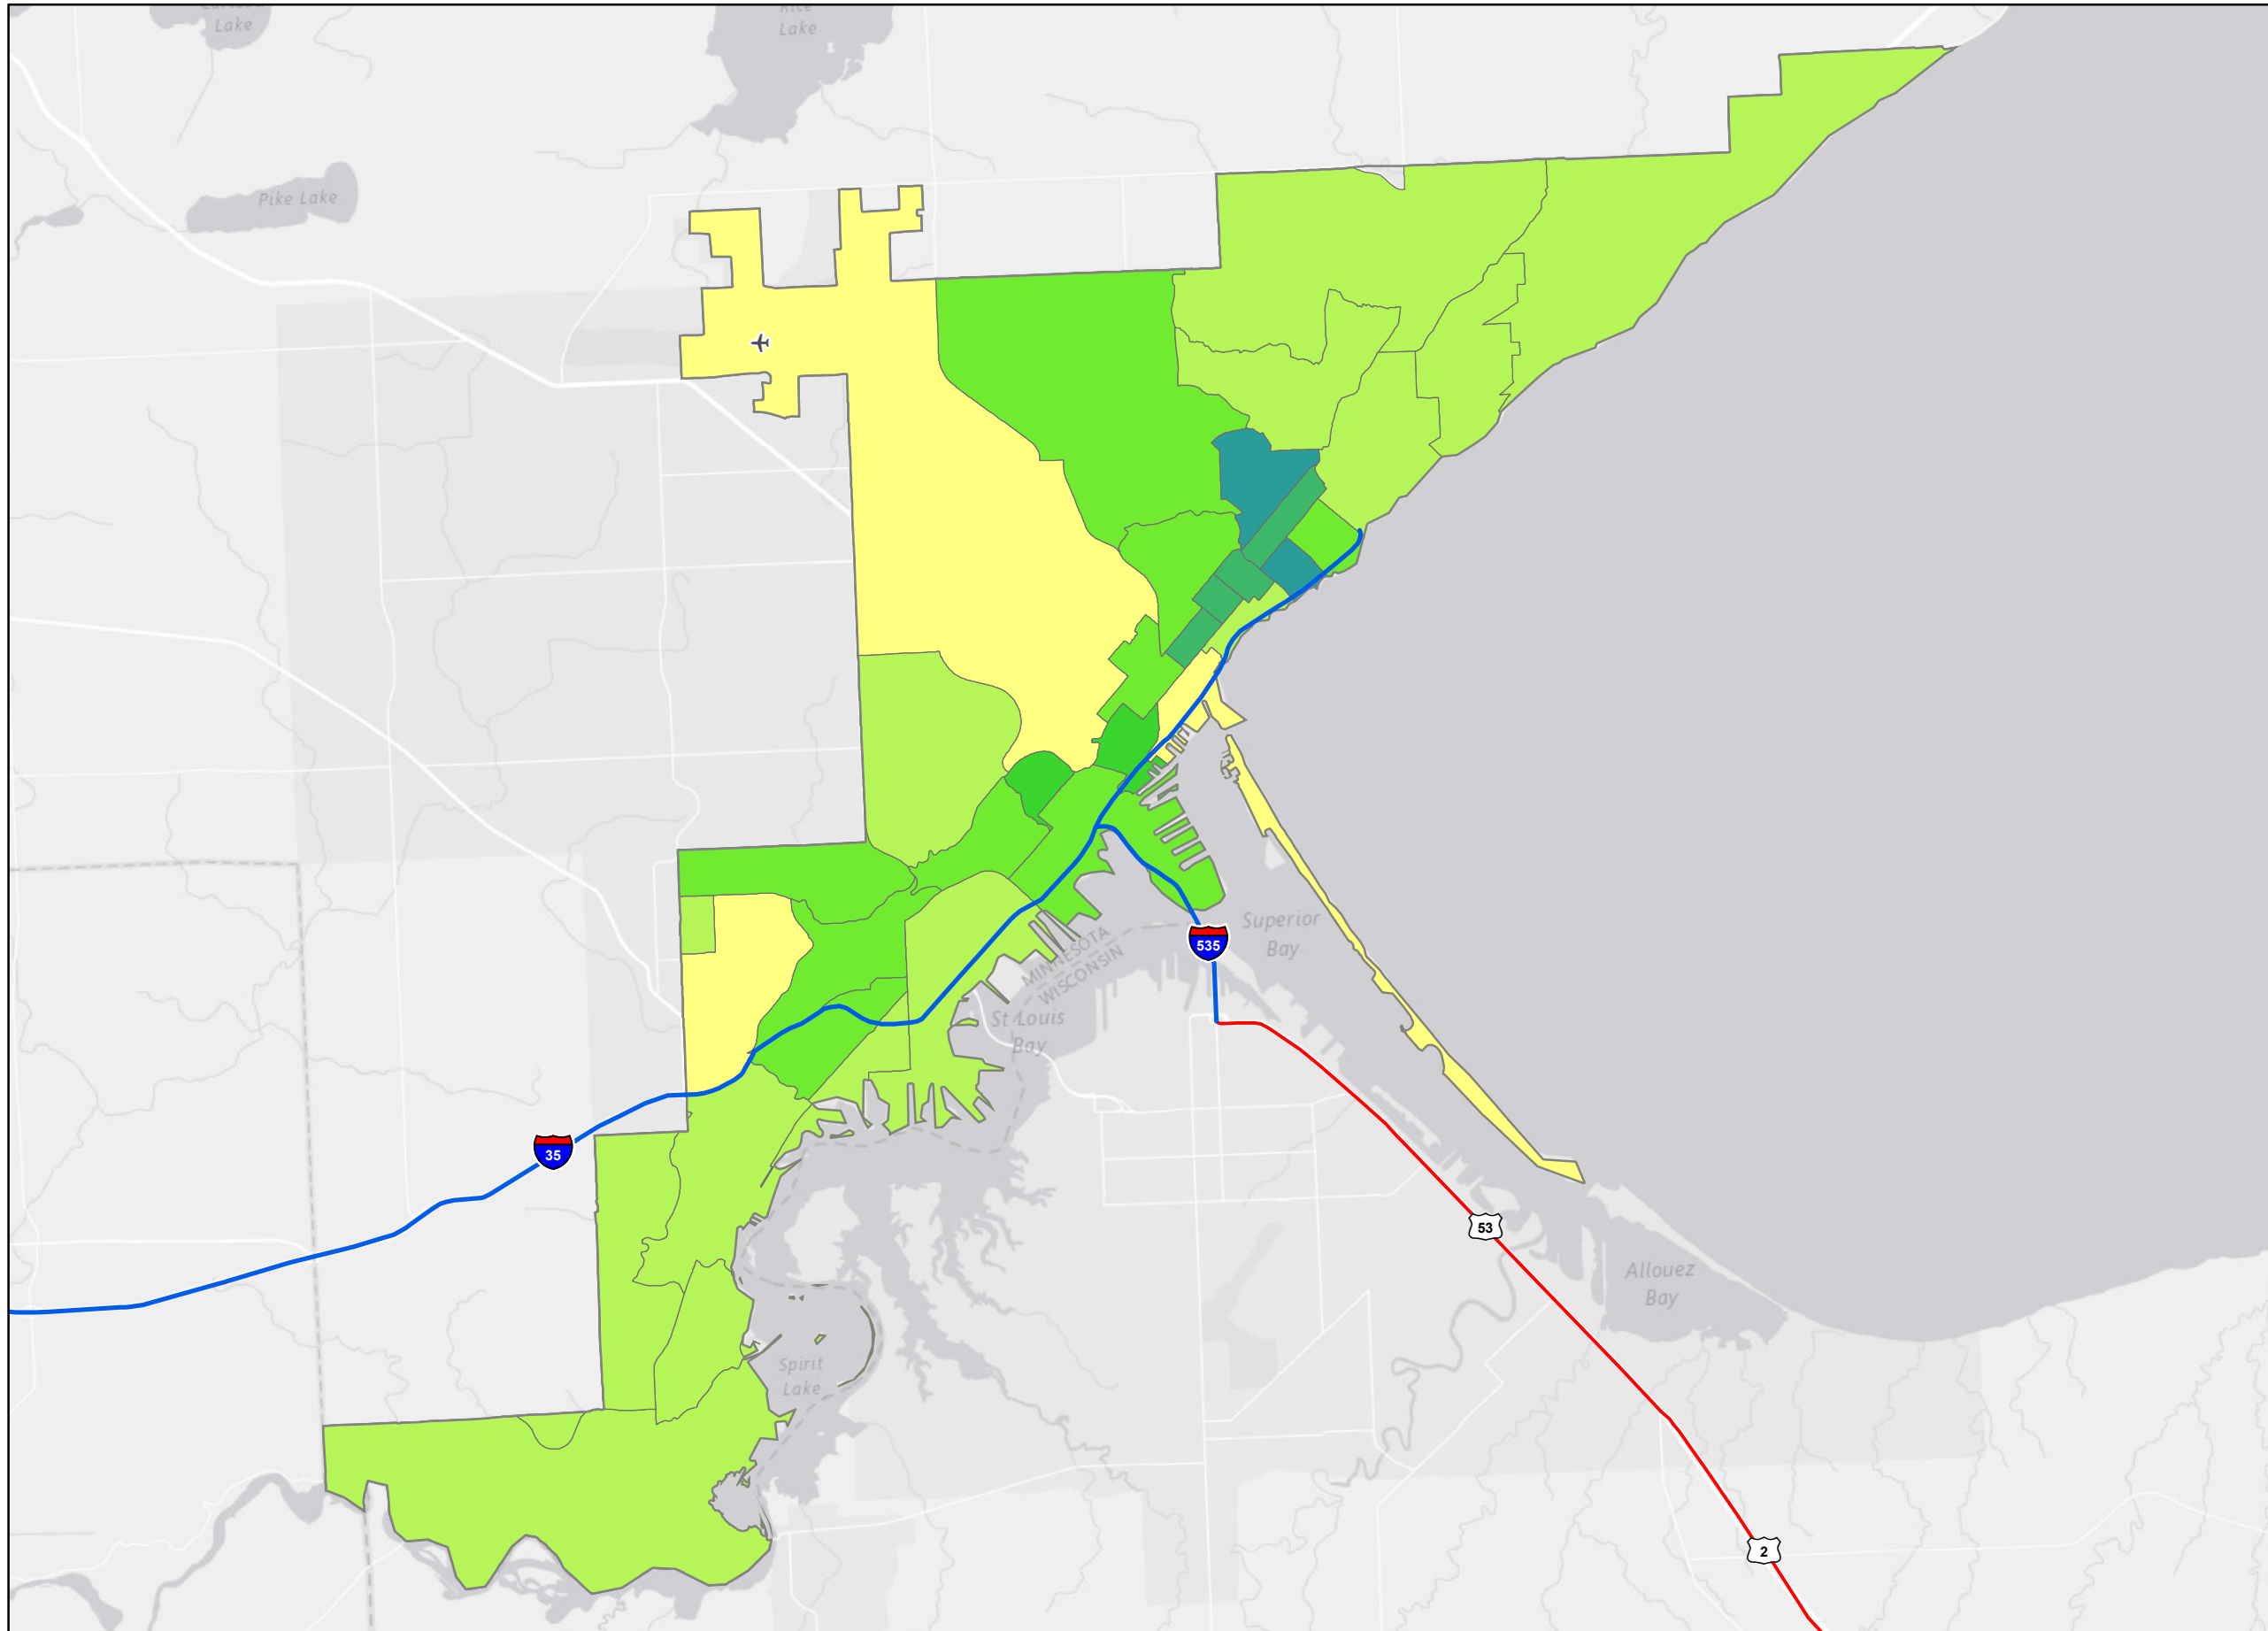 Lake
Rice
Lake
Pike Lake
Superior
Bay
535
MINNESOTA
WISCONSIN
St Louis
Bay
35
53
Allouez
Bay
Spirit
Lake
2